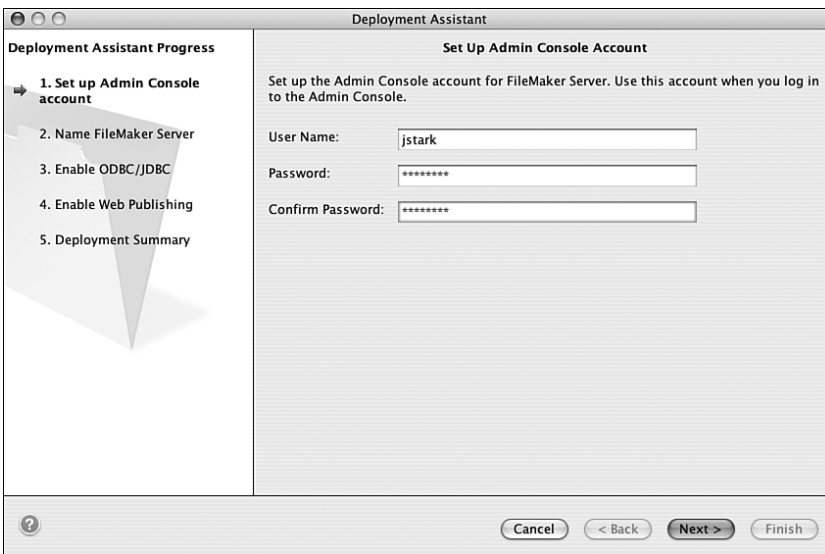 Deployment Assistant
Deployment Assistant Progress
1. Set up Admin Console
account
2. Name FileMaker Server
3. Enable ODBC/JDBC
4. Enable Web Publishing
5. Deployment Summary
Set Up Admin Console Account
Set up the Admin Console account for FileMaker Server. Use this account when you log in
to the Admin Console.
User Name: jstark
Password: ********
Confirm Password: ********
? Cancel < Back Next > Finish